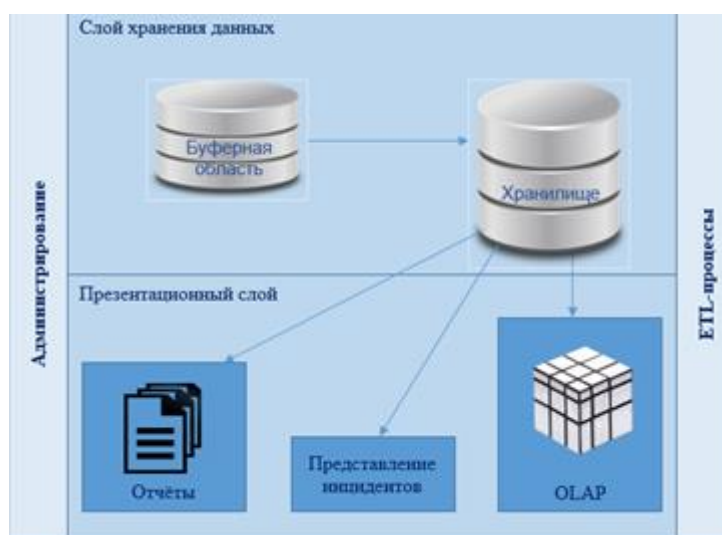 Слой хранения данных
Буферная
область
Хранилище
Администрирование
ETL-процессы
Презентационный слой
Отчёты
Представление
инцидентов
OLAP